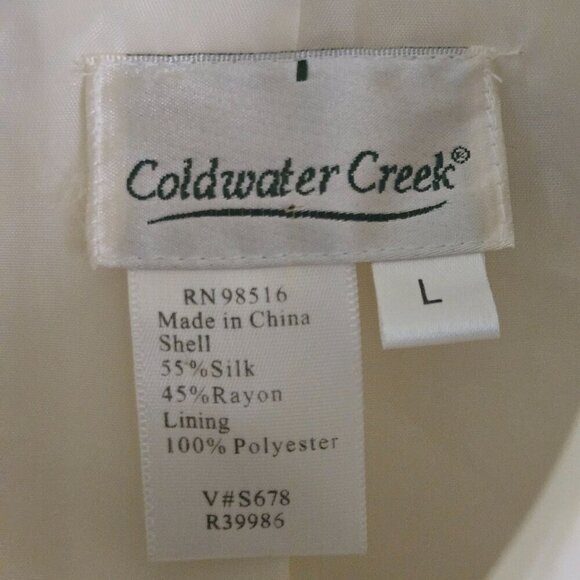 Coldwater Creek®
L
RN 98516
Made in China
Shell
55%Silk
45%Rayon
Lining
100% Polyester
V#S678
R39986